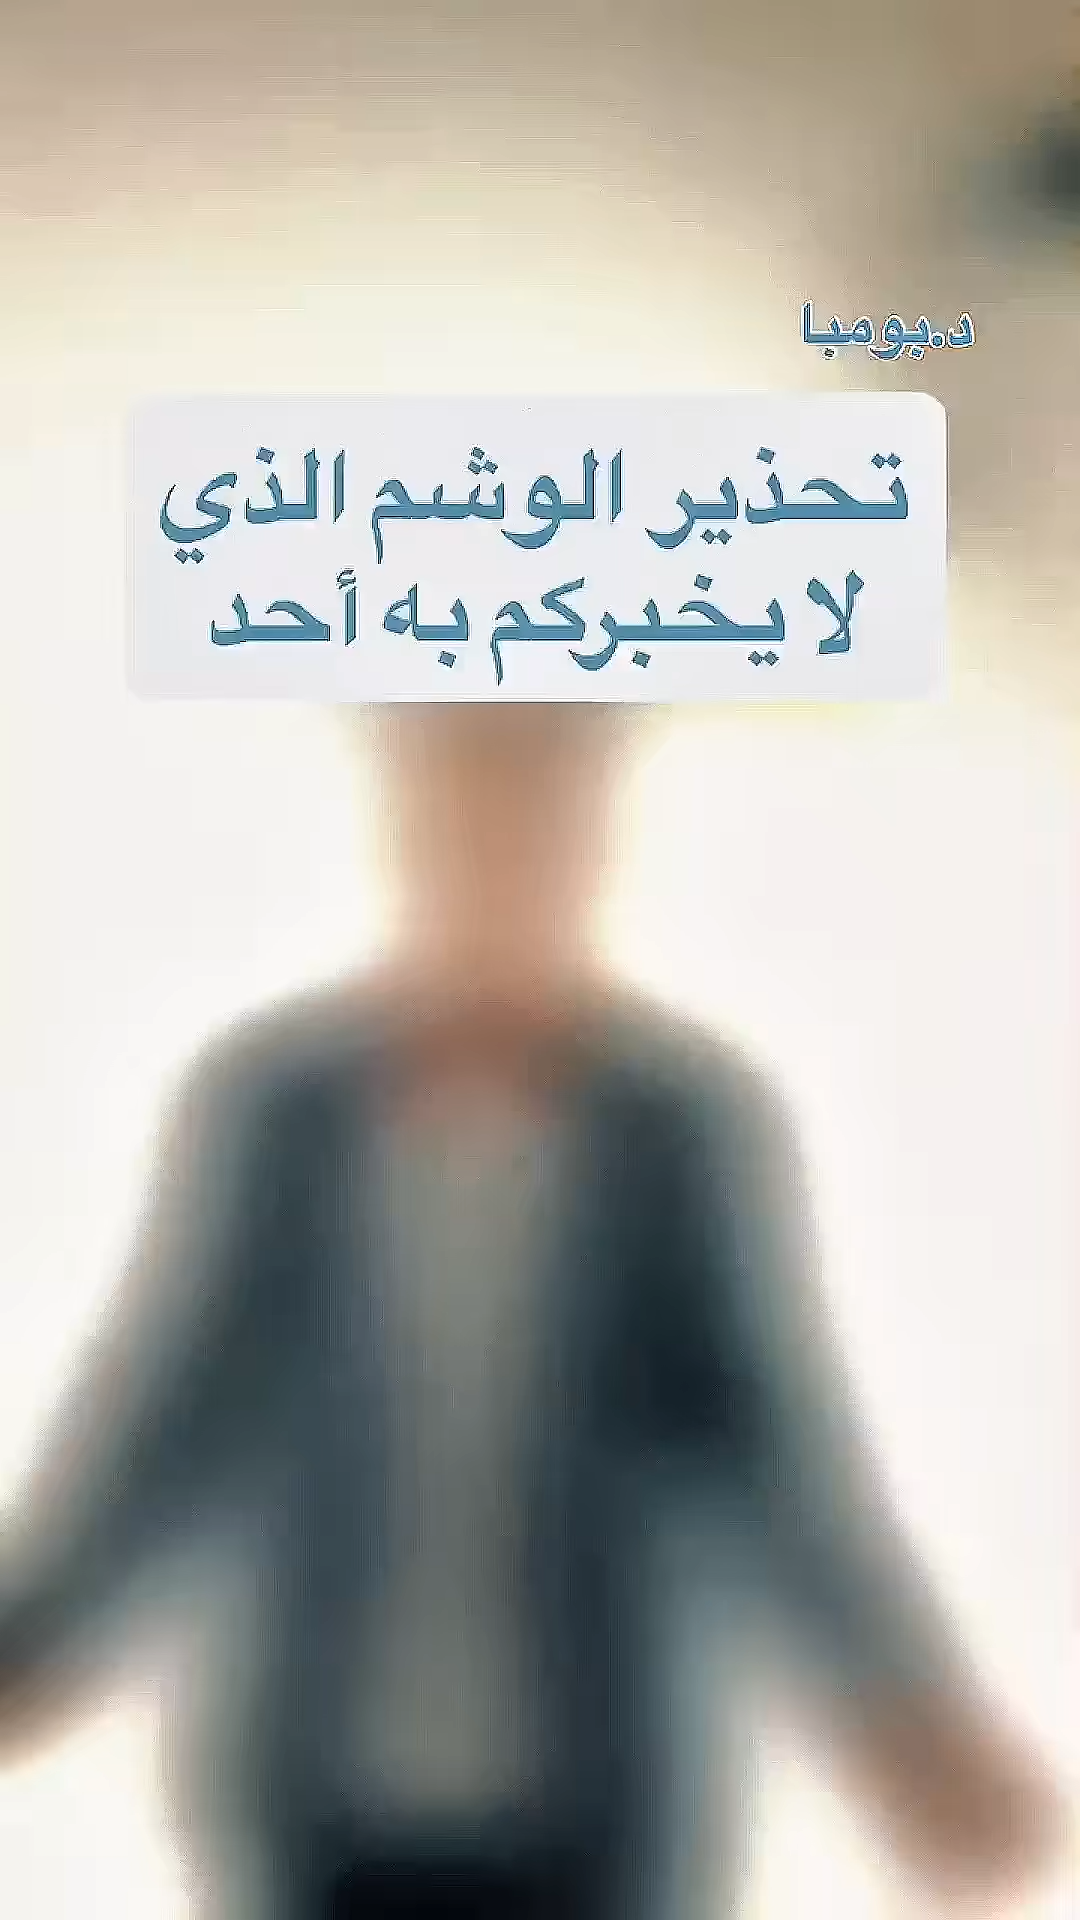 د.بومبا
تحذير الوشم الذي
لا يخبركم به أحد